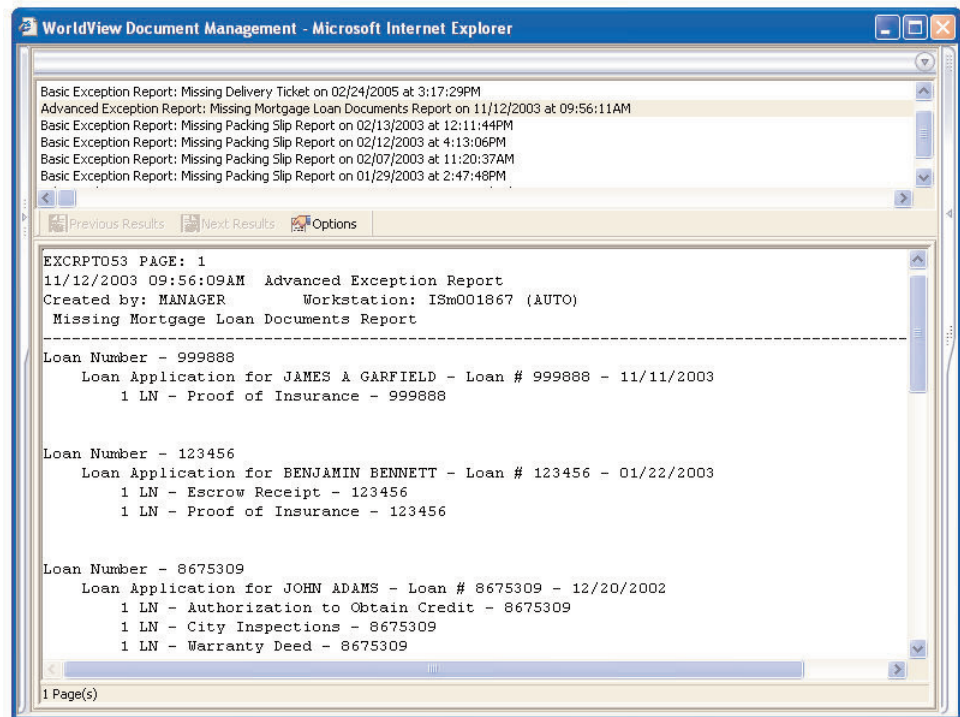 WorldView Document Management - Microsoft Internet Explorer
Basic Exception Report: Missing Delivery Ticket on 02/24/2005 at 3:17:29PM
Advanced Exception Report: Missing Mortgage Loan Documents Report on 11/12/2003 at 09:56:11AM
Basic Exception Report: Missing Packing Slip Report on 02/13/2003 at 12:11:44PM
Basic Exception Report: Missing Packing Slip Report on 02/12/2003 at 4:13:06PM
Basic Exception Report: Missing Packing Slip Report on 02/07/2003 at 11:20:37AM
Basic Exception Report: Missing Packing Slip Report on 01/29/2003 at 2:47:48PM
Previous Results Next Results Options
EXCRPT053 PAGE: 1
11/12/2003 09:56:09AM Advanced Exception Report
Created by: MANAGER Workstation: ISm001867 (AUTO)
Missing Mortgage Loan Documents Report
--------------------------------------------------------------------------------
Loan Number - 999888
Loan Application for JAMES A GARFIELD - Loan # 999888 - 11/11/2003
1 LN - Proof of Insurance - 999888
Loan Number - 123456
Loan Application for BENJAMIN BENNETT - Loan # 123456 - 01/22/2003
1 LN - Escrow Receipt - 123456
1 LN - Proof of Insurance - 123456
Loan Number - 8675309
Loan Application for JOHN ADAMS - Loan # 8675309 - 12/20/2002
1 LN - Authorization to Obtain Credit - 8675309
1 LN - City Inspections - 8675309
1 LN - Warranty Deed - 8675309
1 Page(s)